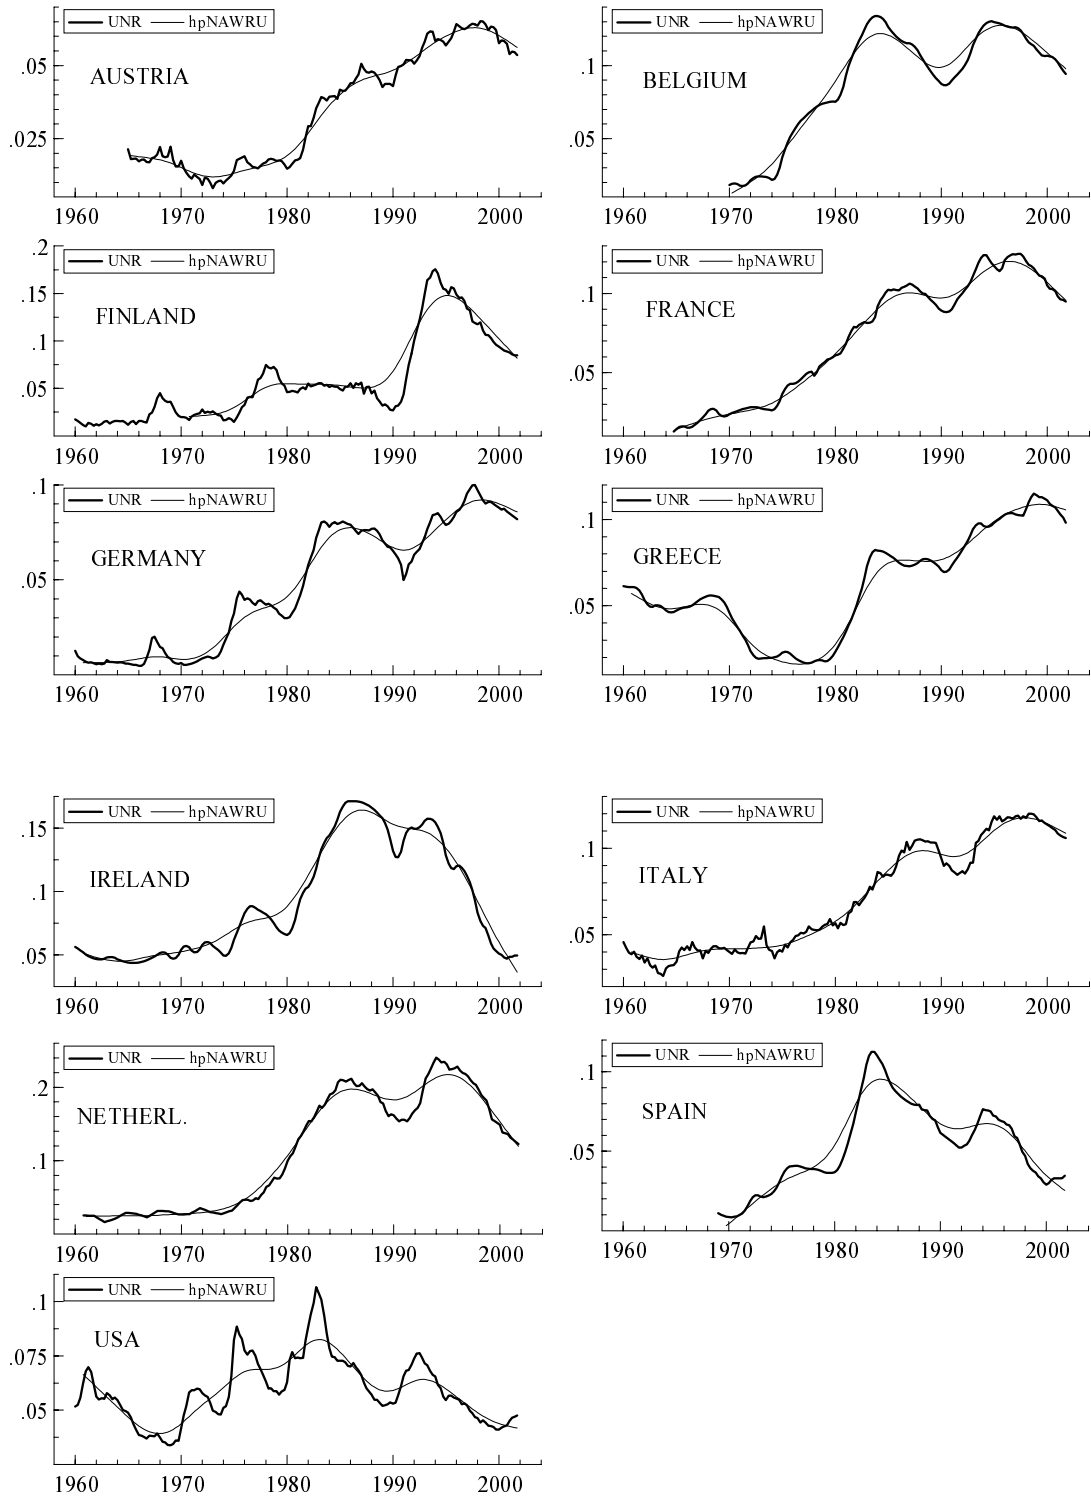 UNR hpNAWRU
AUSTRIA
.05
.025
1960 1970 1980 1990 2000
UNR hpNAWRU
BELGIUM
.1
.05
1960 1970 1980 1990 2000
UNR hpNAWRU
FINLAND
.2
.15
.1
.05
1960 1970 1980 1990 2000
UNR hpNAWRU
FRANCE
.1
.05
1960 1970 1980 1990 2000
UNR hpNAWRU
GERMANY
.1
.05
1960 1970 1980 1990 2000
UNR hpNAWRU
GREECE
.1
.05
1960 1970 1980 1990 2000
UNR hpNAWRU
IRELAND
.15
.1
.05
1960 1970 1980 1990 2000
UNR hpNAWRU
ITALY
.1
.05
1960 1970 1980 1990 2000
UNR hpNAWRU
NETHERL.
.2
.1
1960 1970 1980 1990 2000
UNR hpNAWRU
SPAIN
.1
.05
1960 1970 1980 1990 2000
UNR hpNAWRU
USA
.1
.075
.05
1960 1970 1980 1990 2000